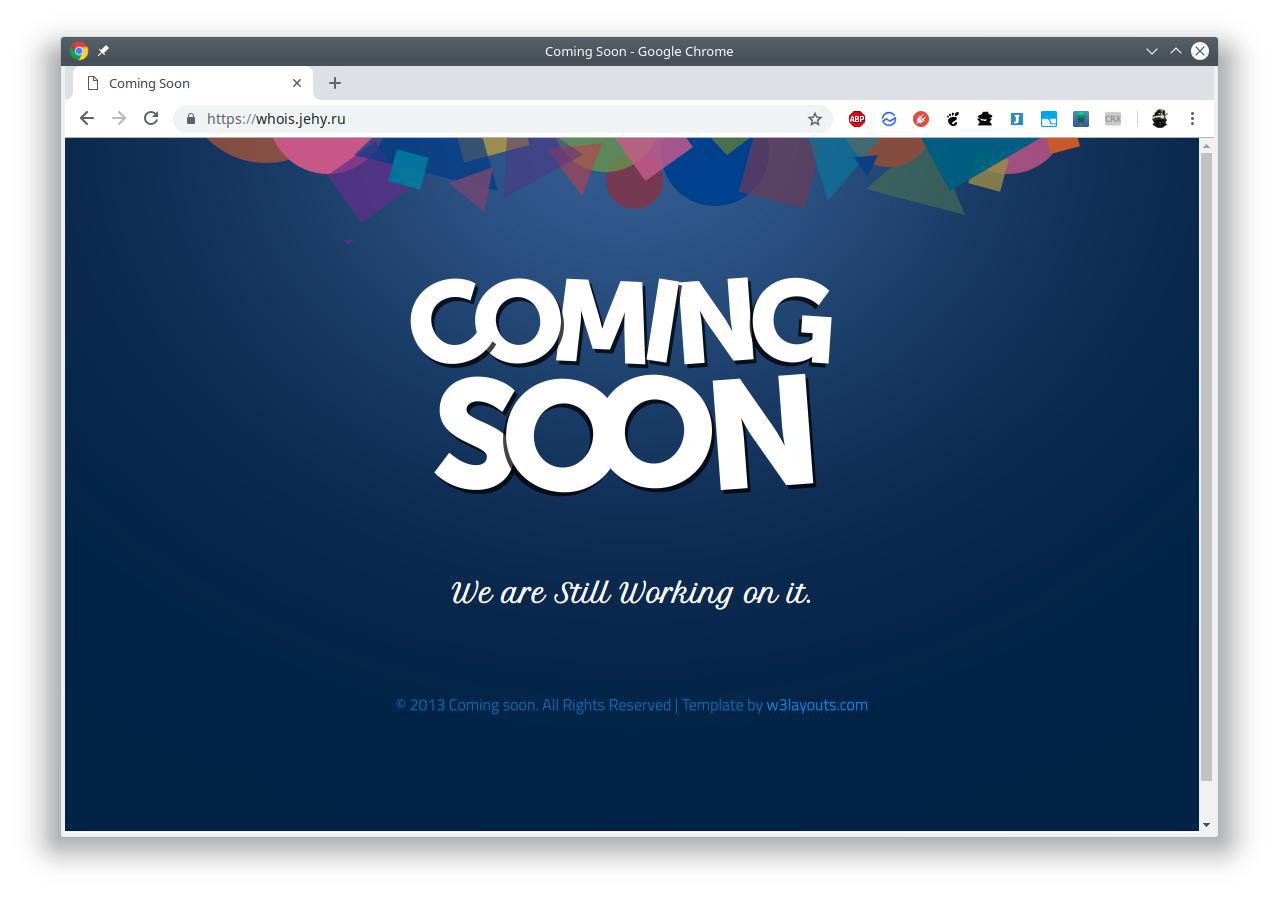 Coming Soon - Google Chrome
Coming Soon
https://whois.jehy.ru
ABP
J
CRX
COMING
SOON
We are Still Working on it.
© 2013 Coming soon. All Rights Reserved | Template by w3layouts.com